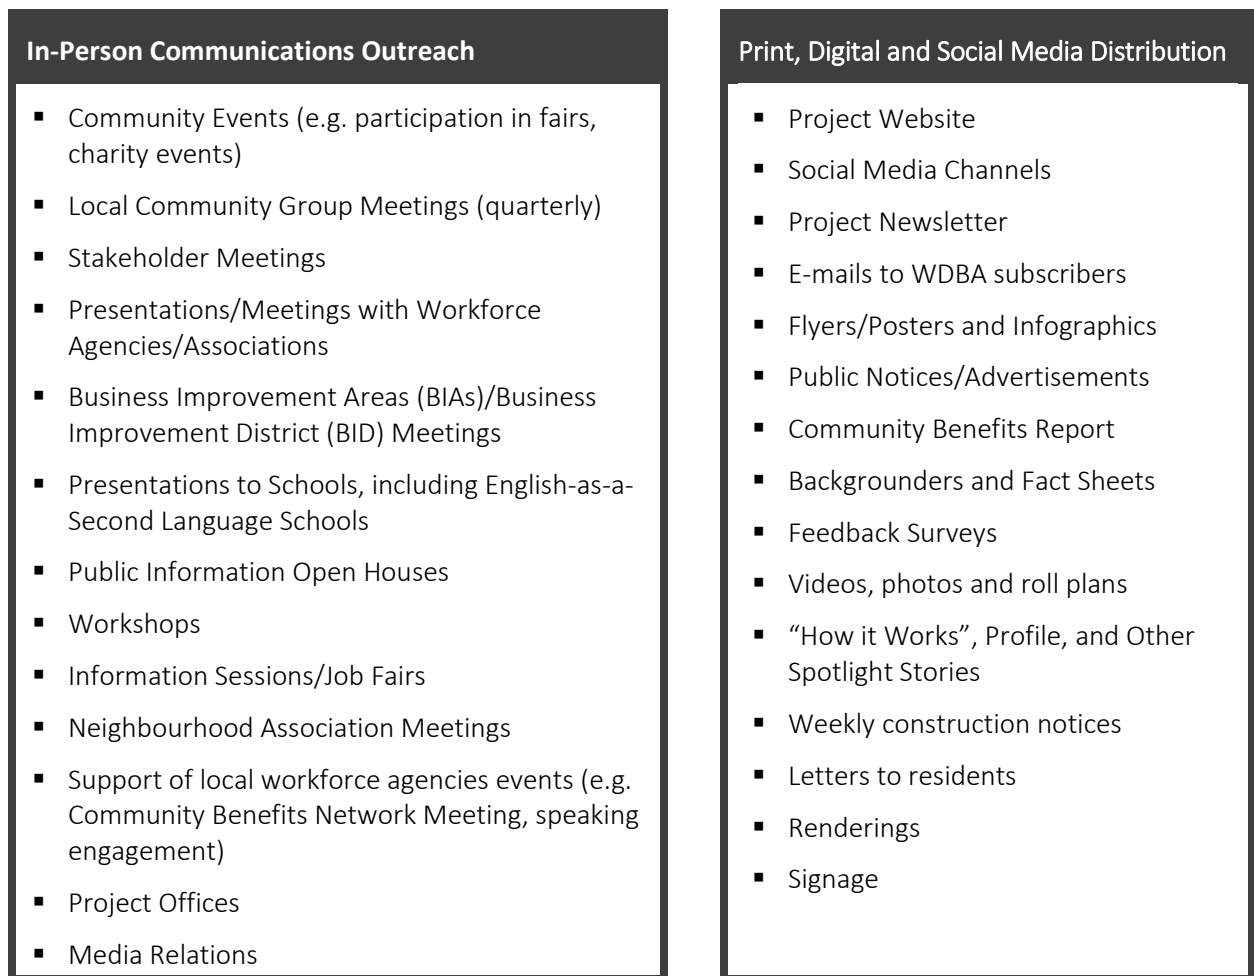 In-Person Communications Outreach
▪ Community Events (e.g. participation in fairs,
charity events)
▪ Local Community Group Meetings (quarterly)
▪ Stakeholder Meetings
▪ Presentations/Meetings with Workforce
Agencies/Associations
▪ Business Improvement Areas (BIAs)/Business
Improvement District (BID) Meetings
▪ Presentations to Schools, including English-as-a-
Second Language Schools
▪ Public Information Open Houses
▪ Workshops
▪ Information Sessions/Job Fairs
▪ Neighbourhood Association Meetings
▪ Support of local workforce agencies events (e.g.
Community Benefits Network Meeting, speaking
engagement)
▪ Project Offices
▪ Media Relations
Print, Digital and Social Media Distribution
▪ Project Website
▪ Social Media Channels
▪ Project Newsletter
▪ E-mails to WDBA subscribers
▪ Flyers/Posters and Infographics
▪ Public Notices/Advertisements
▪ Community Benefits Report
▪ Backgrounders and Fact Sheets
▪ Feedback Surveys
▪ Videos, photos and roll plans
▪ “How it Works”, Profile, and Other
Spotlight Stories
▪ Weekly construction notices
▪ Letters to residents
▪ Renderings
▪ Signage